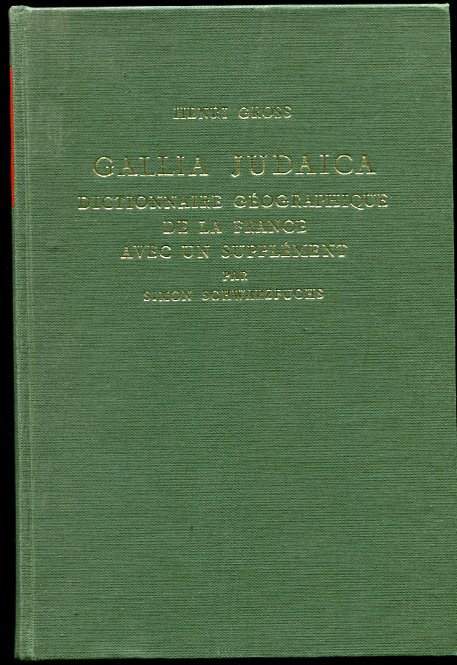 HENRI GROSS
GALLIA JUDAICA
DICTIONNAIRE GÉOGRAPHIQUE
DE LA FRANCE
AVEC UN SUPPLÉMENT
PAR
SIMON SCHWARZFUCHS